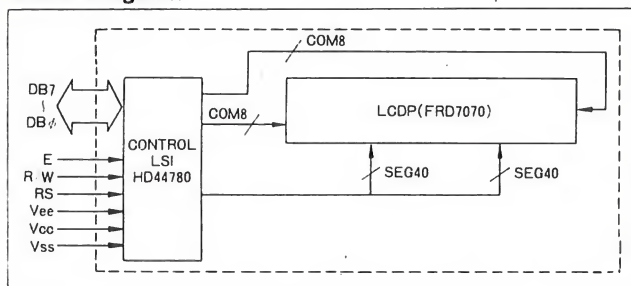 COM8
DB7
~
DBφ
COM8
LCDP(FRD7070)
CONTROL
LSI
HD44780
E
R·W
RS
Vee
Vcc
Vss
SEG40
SEG40